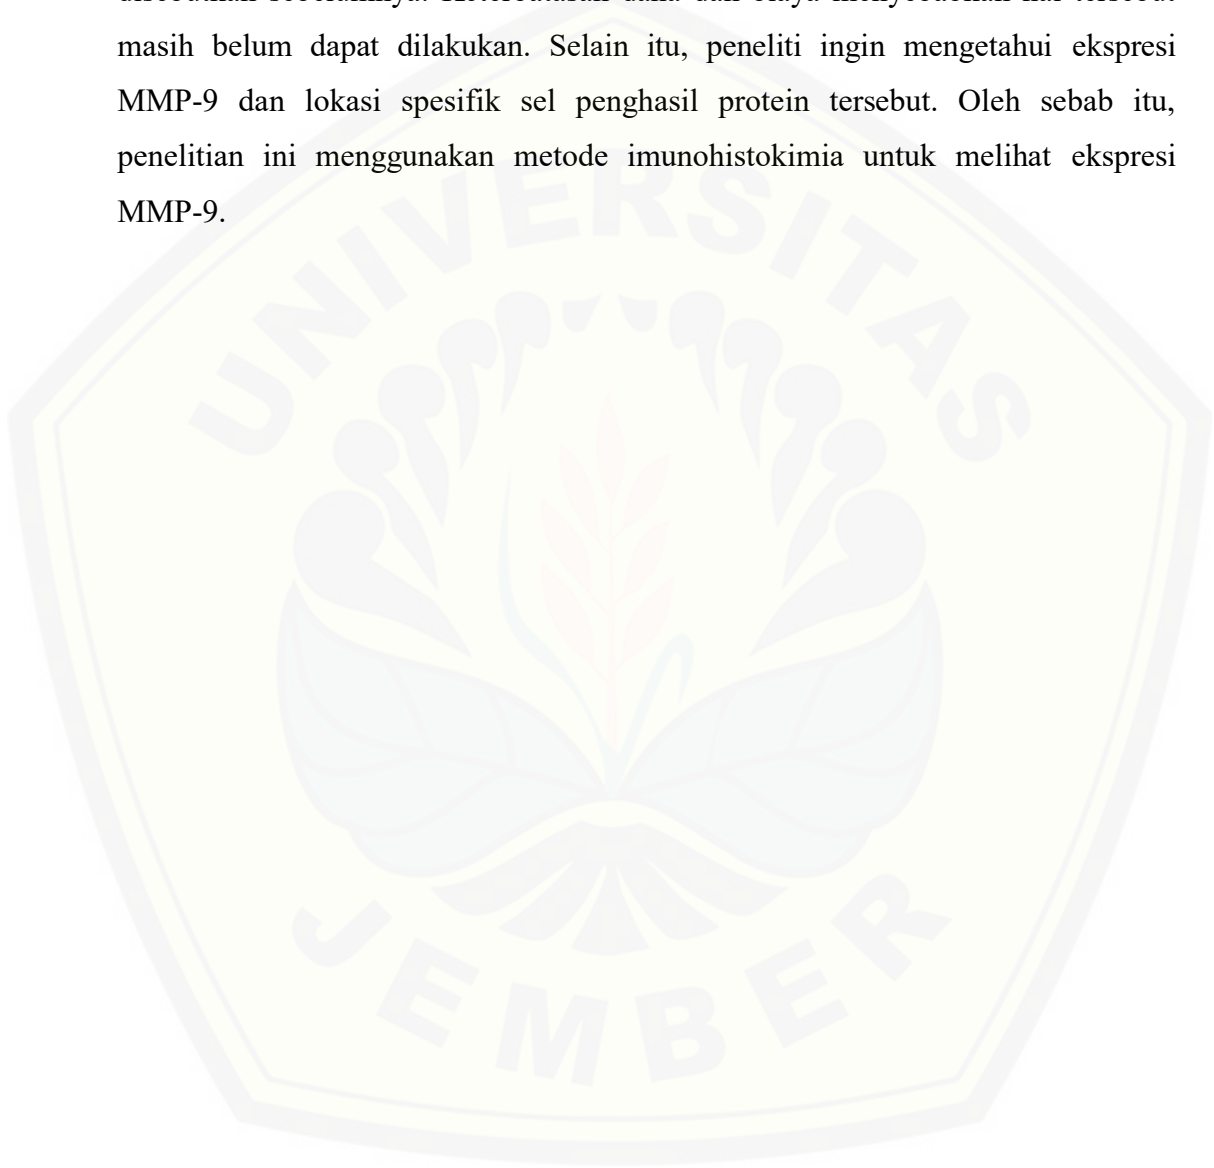 masih belum dapat dilakukan. Selain itu, peneliti ingin mengetahui ekspresi
MMP-9 dan lokasi spesifik sel penghasil protein tersebut. Oleh sebab itu,
penelitian ini menggunakan metode imunohistokimia untuk melihat ekspresi
MMP-9.
UNIVERSITAS
JEMBER